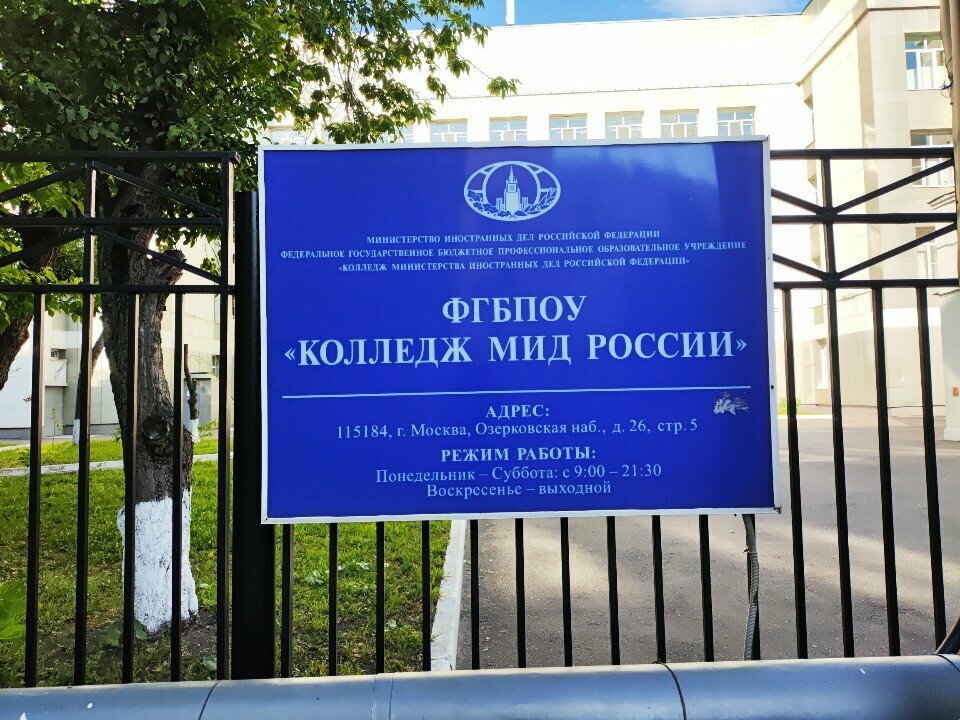 МИНИСТЕРСТВО ИНОСТРАННЫХ ДЕЛ РОССИЙСКОЙ ФЕДЕРАЦИИ
ФЕДЕРАЛЬНОЕ ГОСУДАРСТВЕННОЕ БЮДЖЕТНОЕ ПРОФЕССИОНАЛЬНОЕ ОБРАЗОВАТЕЛЬНОЕ УЧРЕЖДЕНИЕ
«КОЛЛЕДЖ МИНИСТЕРСТВА ИНОСТРАННЫХ ДЕЛ РОССИЙСКОЙ ФЕДЕРАЦИИ»
ФГБПОУ
«КОЛЛЕДЖ МИД РОССИИ»
АДРЕС:
115184, г. Москва, Озерковская наб., д. 26, стр. 5
РЕЖИМ РАБОТЫ:
Понедельник – Суббота: с 9:00 – 21:30
Воскресенье – выходной